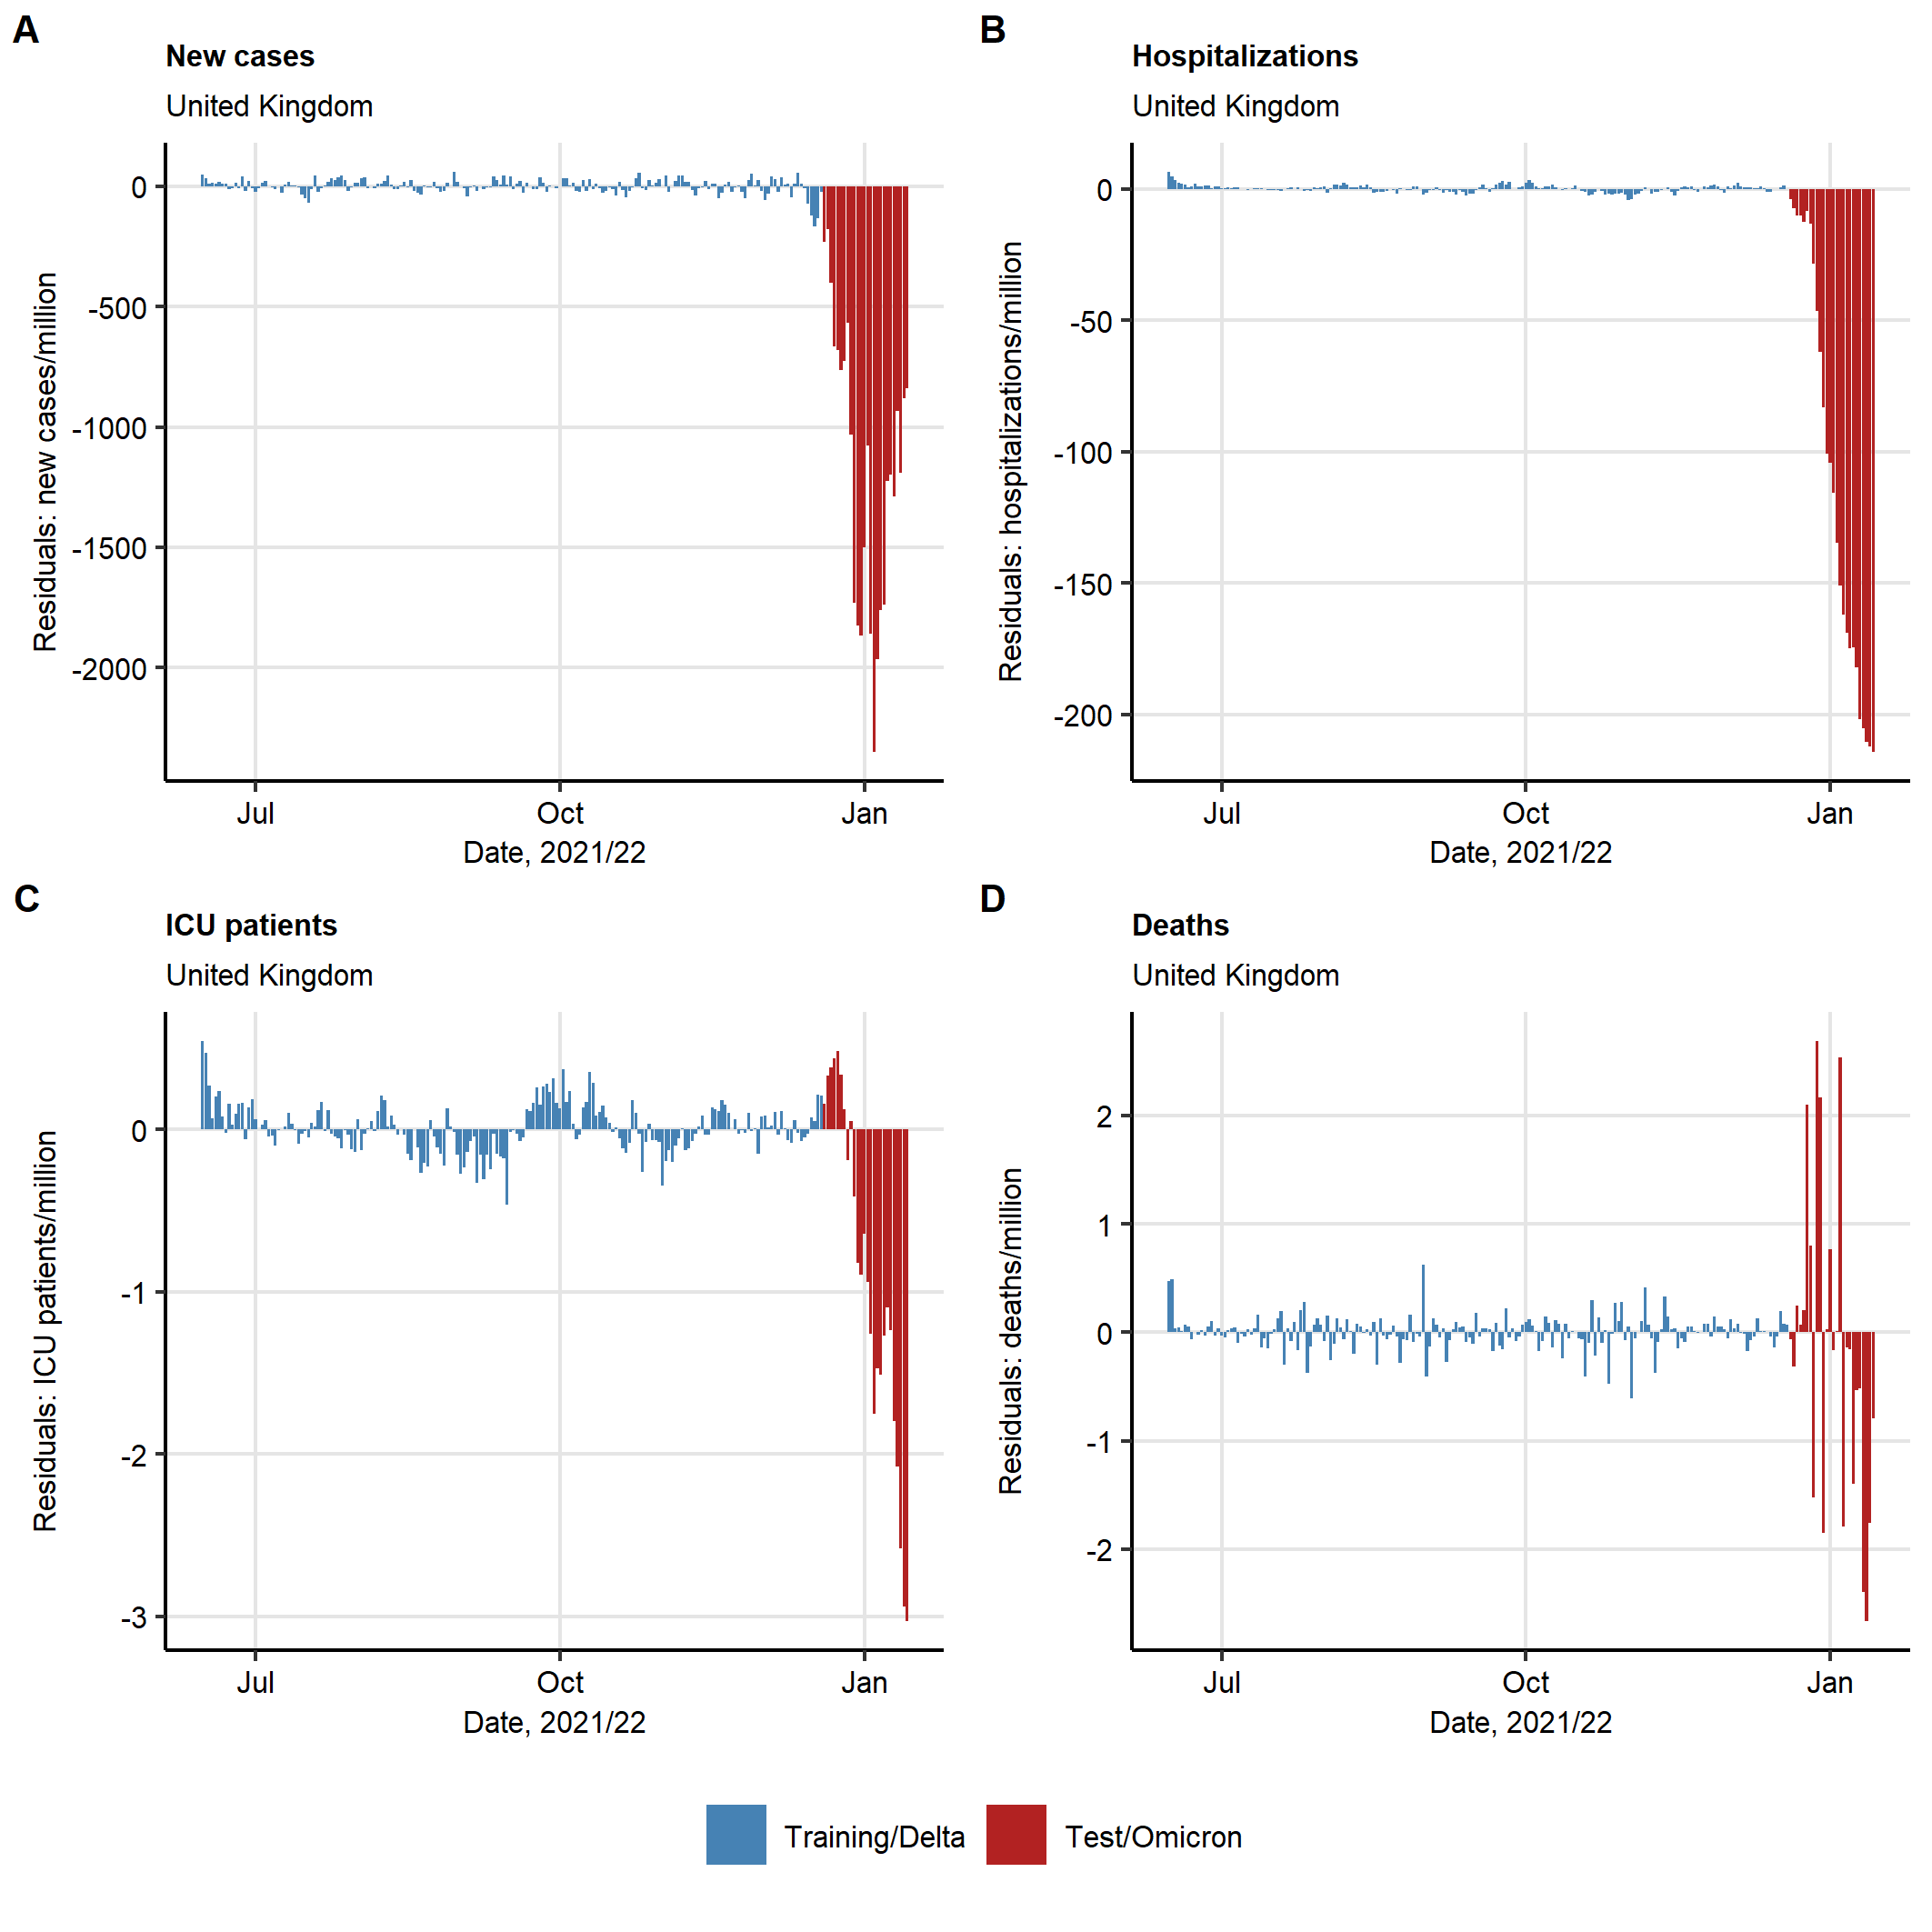 A
New cases
United Kingdom
Residuals: new cases/million
0
-500
-1000
-1500
-2000
Jul
Oct
Jan
Date, 2021/22
B
Hospitalizations
United Kingdom
Residuals: hospitalizations/million
0
-50
-100
-150
-200
Jul
Oct
Jan
Date, 2021/22
C
ICU patients
United Kingdom
Residuals: ICU patients/million
0
-1
-2
-3
Jul
Oct
Jan
Date, 2021/22
D
Deaths
United Kingdom
Residuals: deaths/million
2
1
0
-1
-2
Jul
Oct
Jan
Date, 2021/22
Training/Delta
Test/Omicron